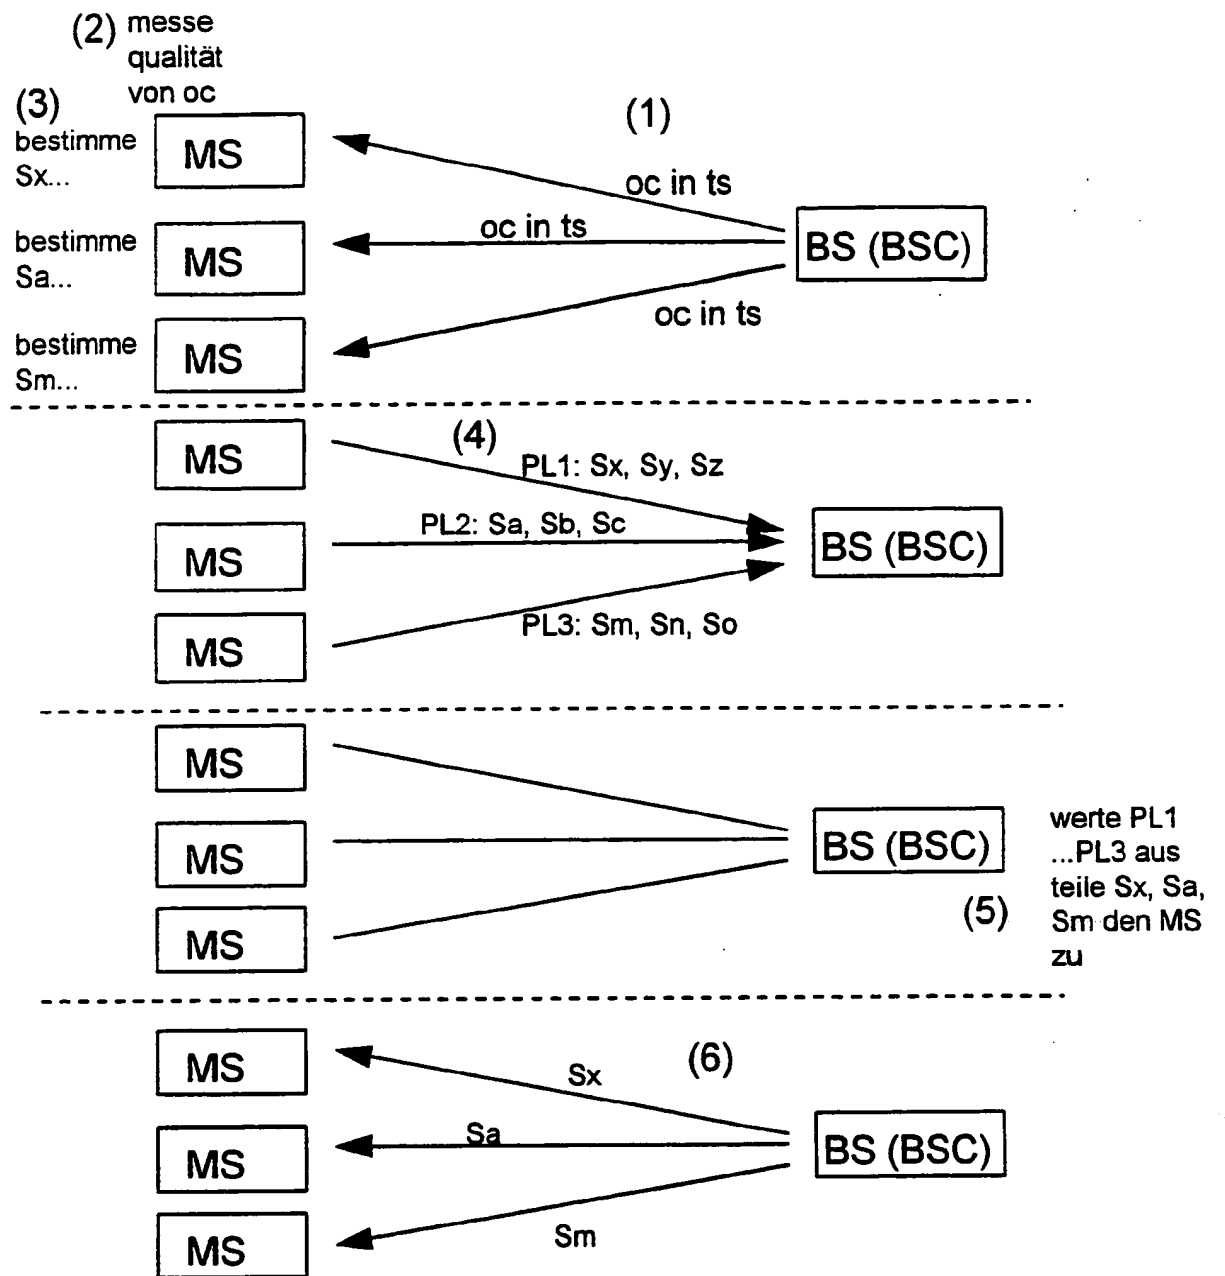 (2) messe
qualität
von oc
(3)
bestimme
Sx...
MS
(1)
oc in ts
bestimme
Sa...
MS
oc in ts
BS (BSC)
bestimme
Sm...
MS
oc in ts
MS
(4)
PL1: Sx, Sy, Sz
MS
PL2: Sa, Sb, Sc
BS (BSC)
MS
PL3: Sm, Sn, So
MS
MS
BS (BSC)
MS
(5)
werte PL1
...PL3 aus
teile Sx, Sa,
Sm den MS
zu
MS
(6)
Sx
MS
Sa
BS (BSC)
MS
Sm